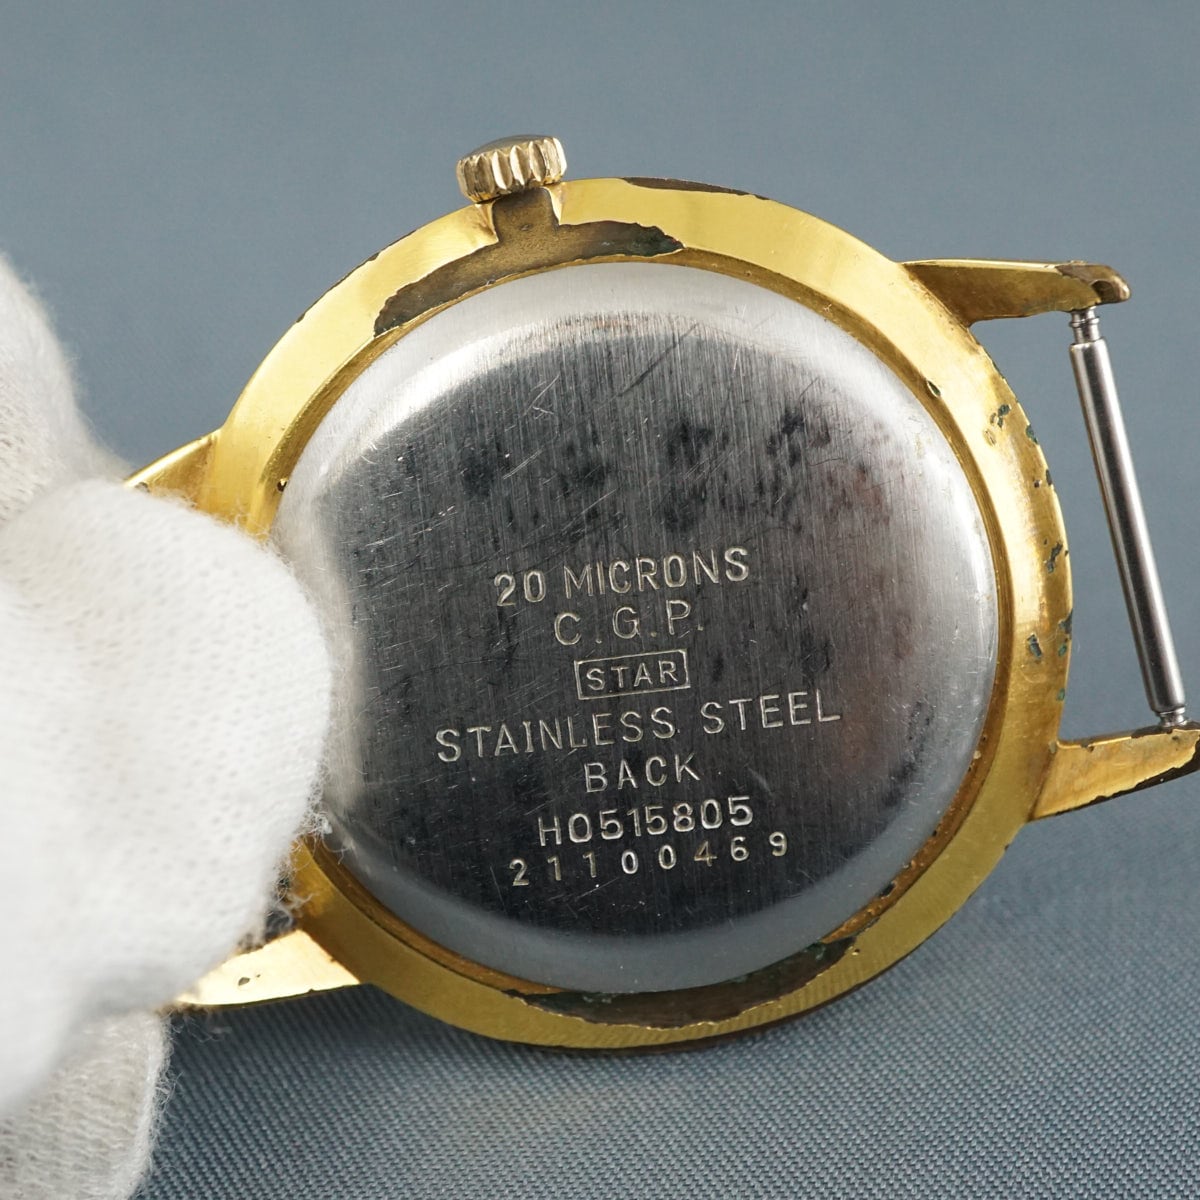 20 MICRONS
C.G.P.
STAR
STAINLESS STEEL
BACK
H0515805
21100469